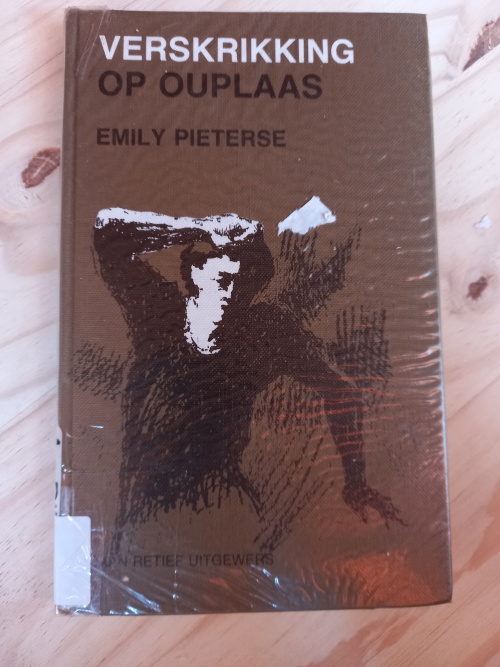 VERSKRIKKING
OP OUPLAAS
EMILY PIETERSE
RETIEF UITGEWERS